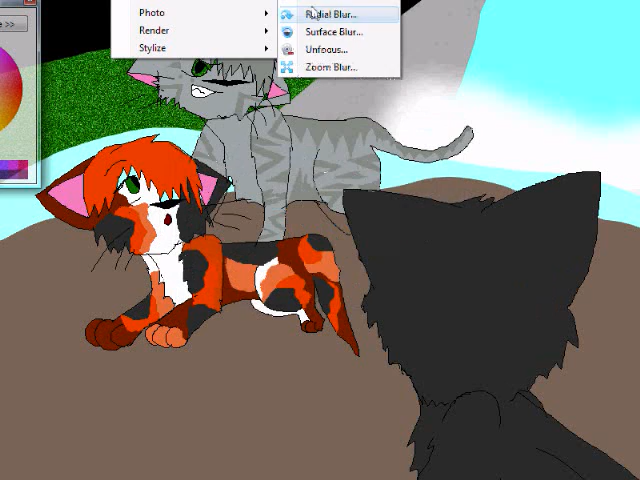 >>
Photo
Render
Stylize
Radial Blur...
Surface Blur...
Unfocus...
Zoom Blur...